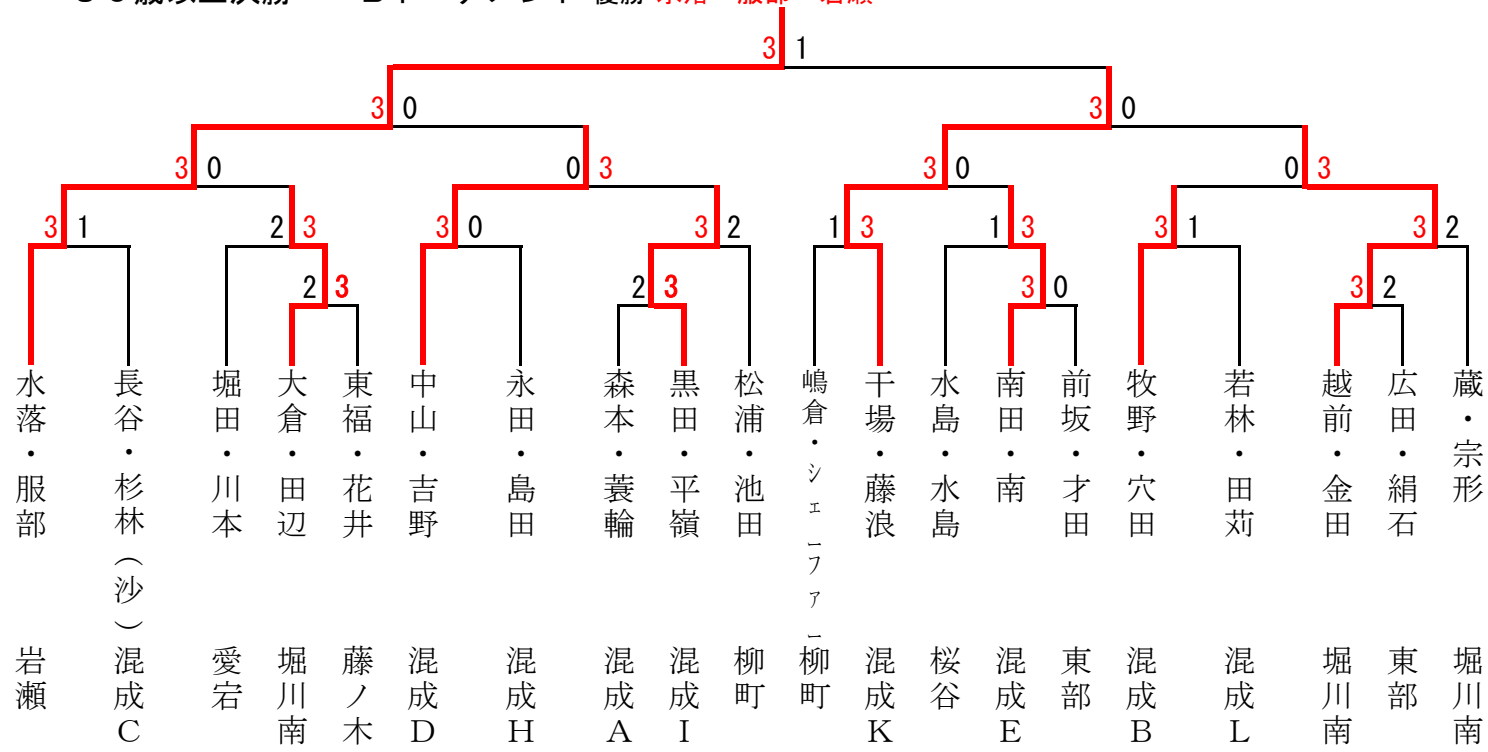 3 1
3 0 3 0
3 0 0 3 3 0 0 3
3 1 2 3 3 0 3 2 1 3 1 3 3 1 3 2
2 3 2 3 3 0 3 2
水落・服部 岩瀬
長谷・杉林（沙） 混成C
堀田・川本 愛宕
大倉・田辺 堀川南
東福・花井 藤ノ木
中山・吉野 混成D
永田・島田 混成H
森本・蓑輪 混成A
黒田・平嶺 混成I
松浦・池田 柳町
嶋倉・シェーファー 柳町
干場・藤浪 混成K
水島・水島 桜谷
南田・南 混成E
前坂・才田 東部
牧野・穴田 混成B
若林・田苅 混成L
越前・金田 堀川南
広田・絹石 東部
蔵・宗形 堀川南